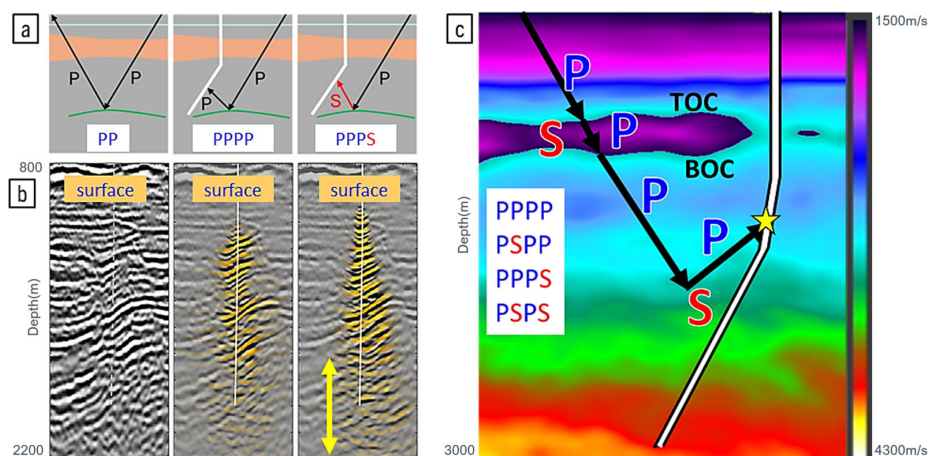 a
P
P
P
P
S
P
PP
PPPP
PPPS
b
800
Depth(m)
2200
surface
surface
surface
c
1500m/s
P
TOC
S
P
BOC
P
P
S
PPPP
PSPP
PPPS
PSPS
Depth(m)
3000
4300m/s